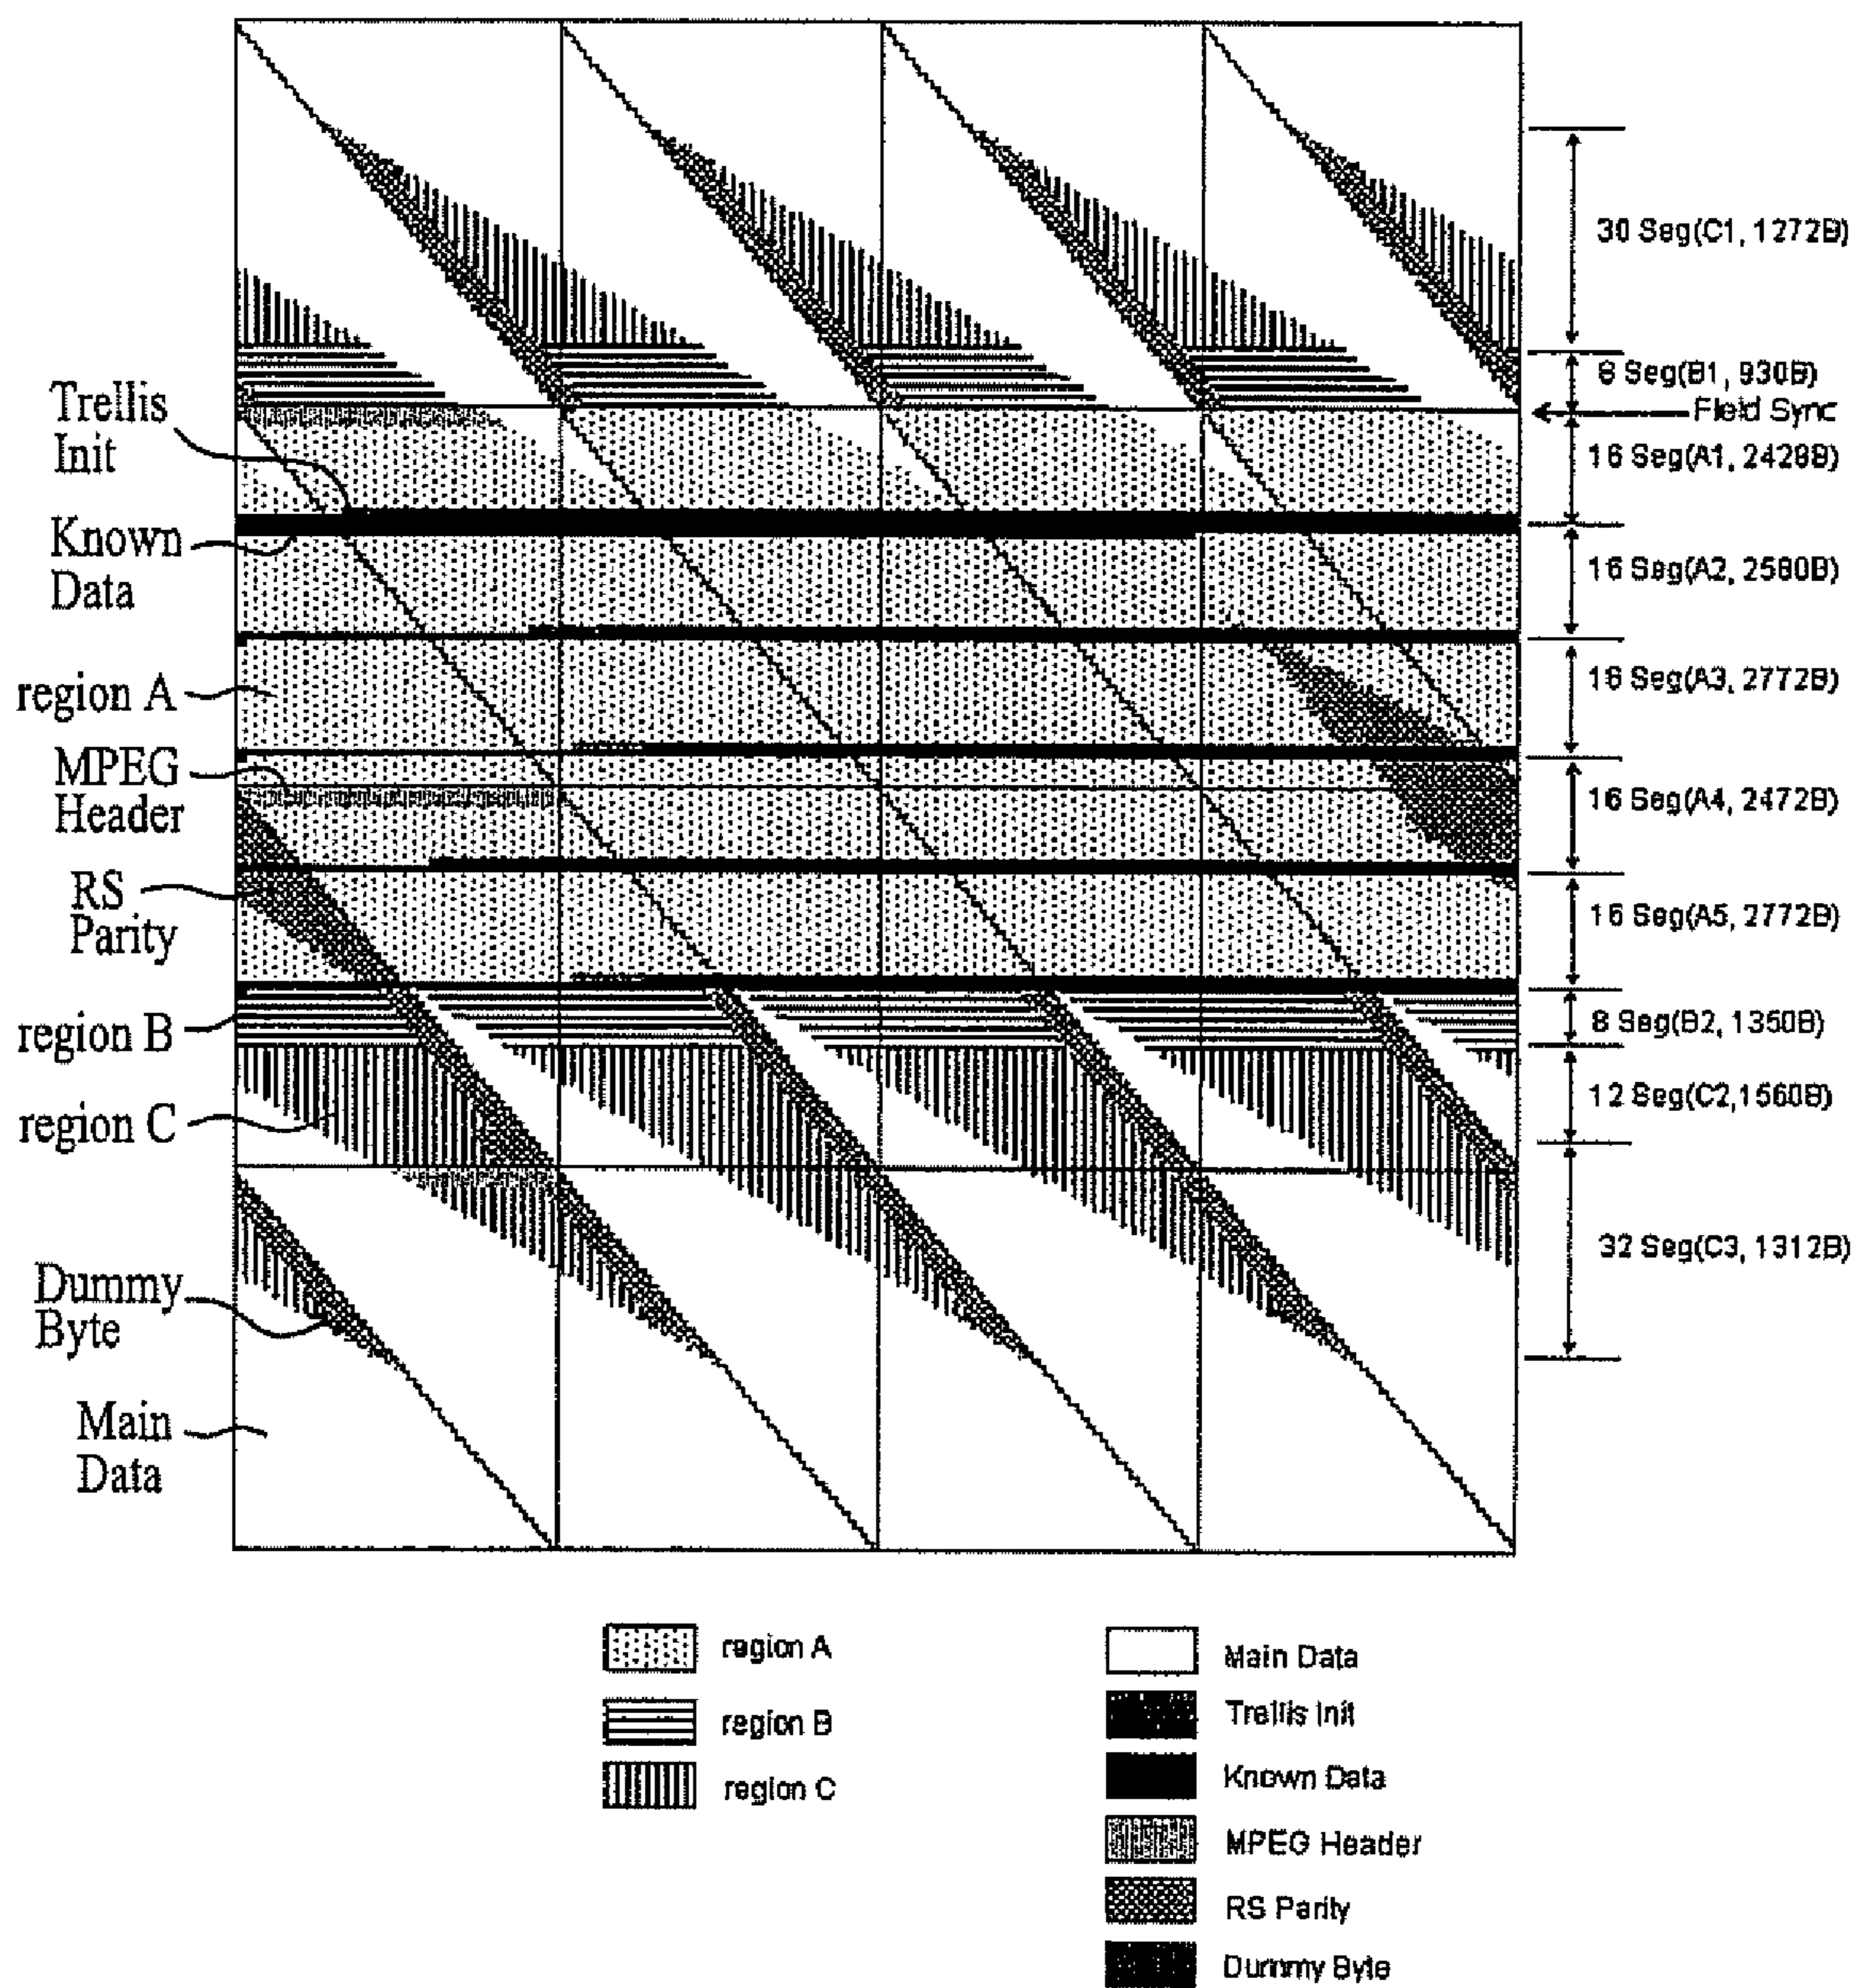 30 Seg(C1, 1272B)
8 Seg(B1, 930B)
Field Sync
Trellis
Init
16 Seg(A1, 2428B)
Known
Data
16 Seg(A2, 2580B)
region A
16 Seg(A3, 2772B)
MPEG
Header
16 Seg(A4, 2472B)
RS
Parity
16 Seg(A5, 2772B)
region B
8 Seg(B2, 1350B)
region C
12 Seg(C2,1560B)
32 Seg(C3, 1312B)
Dummy
Byte
Main
Data
region A
region B
region C
Main Data
Trellis Init
Known Data
MPEG Header
RS Parity
Dummy Byte